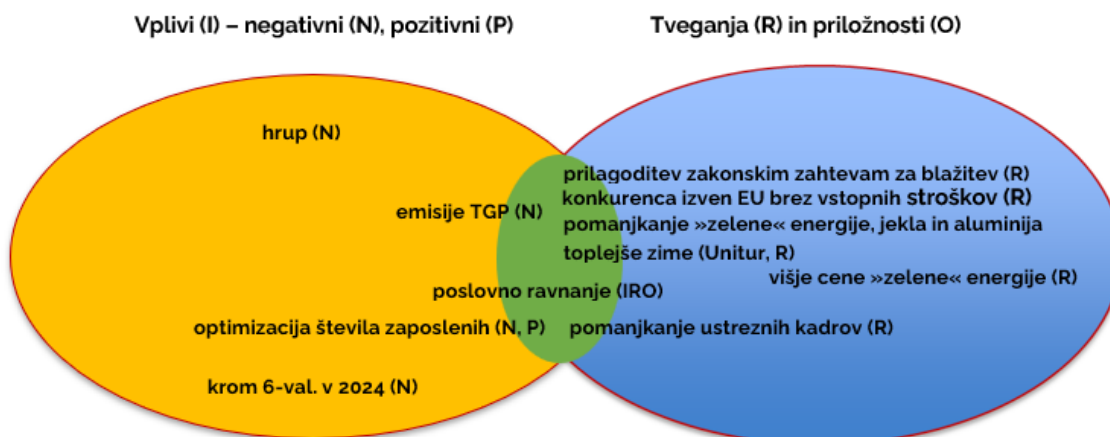 Vplivi (I) – negativni (N), pozitivni (P)
Tveganja (R) in priložnosti (O)
hrup (N)
emisije TGP (N)
poslovno ravnanje (IRO)
optimizacija števila zaposlenih (N, P)
krom 6-val. v 2024 (N)
prilagoditev zakonskim zahtevam za blažitev (R)
konkurenca izven EU brez vstopnih stroškov (R)
pomanjkanje »zelene« energije, jekla in aluminija
toplejše zime (Unitur, R)
višje cene »zelene« energije (R)
pomanjkanje ustreznih kadrov (R)